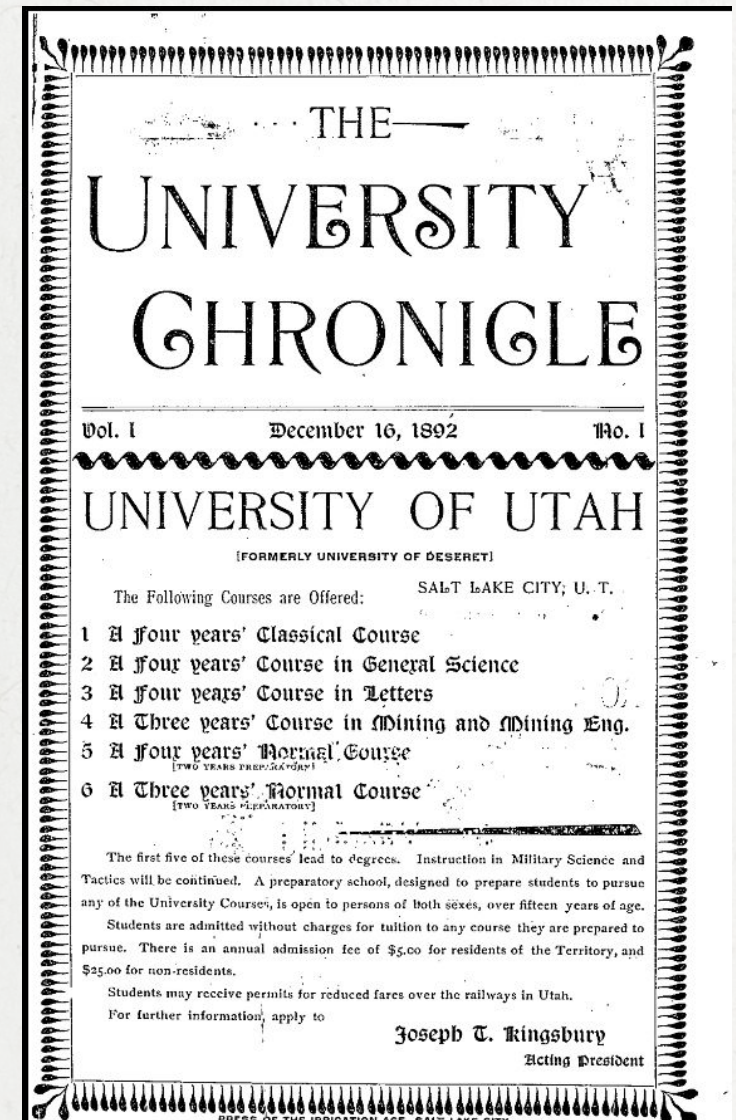 THE
UNIVERSITY
CHRONICLE
Vol. I December 16, 1892 No. 1
UNIVERSITY OF UTAH
[FORMERLY UNIVERSITY OF DESERET]
The Following Courses are Offered:
SALT LAKE CITY, U. T.
1 A Four years' Classical Course
2 A Four years' Course in General Science
3 A Four years' Course in Letters
4 A Three years' Course in Mining and Mining Eng.
5 A Four years' Normal Course
[TWO YEARS PREPARATORY]
6 A Three years' Normal Course
[TWO YEARS PREPARATORY]
The first five of these courses lead to degrees. Instruction in Military Science and
Tactics will be continued. A preparatory school, designed to prepare students to pursue
any of the University Courses, is open to persons of both sexes, over fifteen years of age.
Students are admitted without charges for tuition to any course they are prepared to
pursue. There is an annual admission fee of $5.00 for residents of the Territory, and
$25.00 for non-residents.
Students may receive permits for reduced fares over the railways in Utah.
For further information, apply to
Joseph T. Kingsbury
Acting President
PRESS OF THE IRRIGATION AGE, SALT LAKE CITY